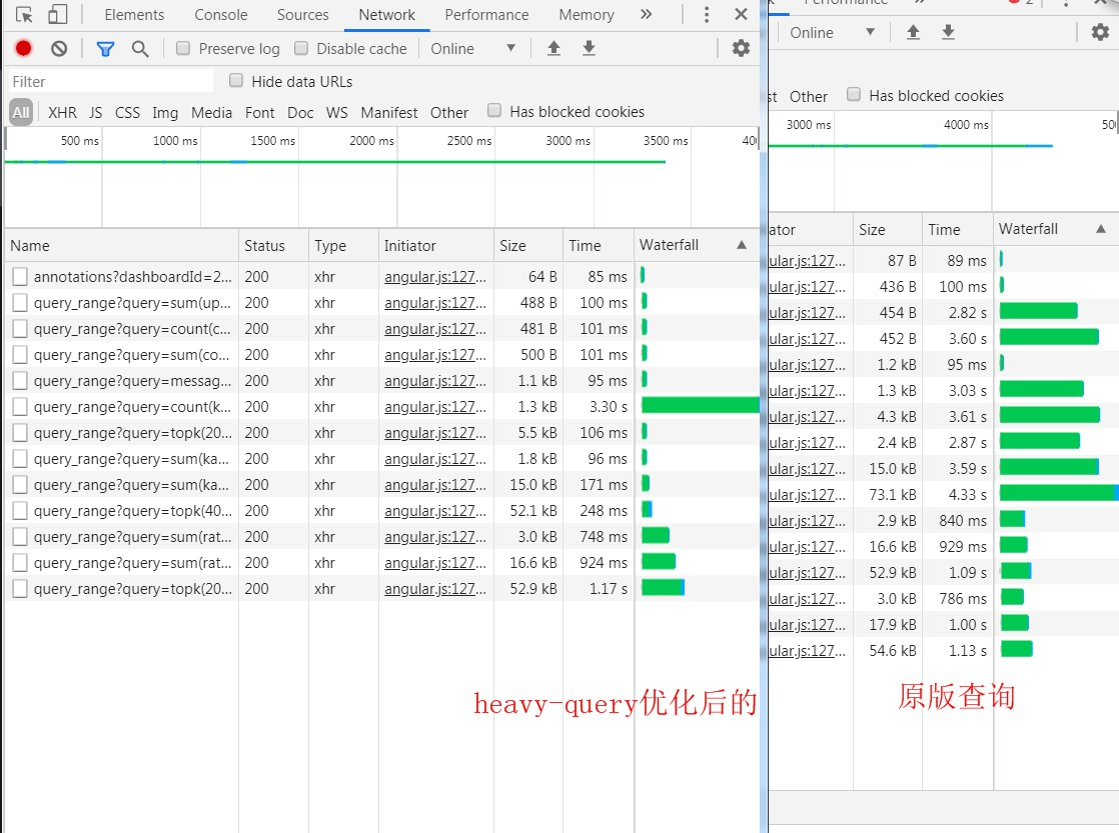 Elements Console Sources Network Performance Memory
Preserve log Disable cache Online
Filter Hide data URLs
All XHR JS CSS Img Media Font Doc WS Manifest Other Has blocked cookies
500 ms 1000 ms 1500 ms 2000 ms 2500 ms 3000 ms 3500 ms 40
Name Status Type Initiator Size Time Waterfall
annotations?dashboardId=2... 200 xhr angular.js:127... 64 B 85 ms
query_range?query=sum(up... 200 xhr angular.js:127... 488 B 100 ms
query_range?query=count(c... 200 xhr angular.js:127... 481 B 101 ms
query_range?query=sum(co... 200 xhr angular.js:127... 500 B 101 ms
query_range?query=messag... 200 xhr angular.js:127... 1.1 kB 95 ms
query_range?query=count(k... 200 xhr angular.js:127... 1.3 kB 3.30 s
query_range?query=topk(20... 200 xhr angular.js:127... 5.5 kB 106 ms
query_range?query=sum(ka... 200 xhr angular.js:127... 1.8 kB 96 ms
query_range?query=sum(ka... 200 xhr angular.js:127... 15.0 kB 171 ms
query_range?query=topk(40... 200 xhr angular.js:127... 52.1 kB 248 ms
query_range?query=sum(rat... 200 xhr angular.js:127... 3.0 kB 748 ms
query_range?query=sum(rat... 200 xhr angular.js:127... 16.6 kB 924 ms
query_range?query=topk(20... 200 xhr angular.js:127... 52.9 kB 1.17 s
heavy-query优化后的
Online
st Other Has blocked cookies
3000 ms 4000 ms 500
ator Size Time Waterfall
ular.js:127... 87 B 89 ms
ular.js:127... 436 B 100 ms
ular.js:127... 454 B 2.82 s
ular.js:127... 452 B 3.60 s
ular.js:127... 1.2 kB 95 ms
ular.js:127... 1.3 kB 3.03 s
ular.js:127... 4.3 kB 3.61 s
ular.js:127... 2.4 kB 2.87 s
ular.js:127... 15.0 kB 3.59 s
ular.js:127... 73.1 kB 4.33 s
ular.js:127... 2.9 kB 840 ms
ular.js:127... 16.6 kB 929 ms
ular.js:127... 52.9 kB 1.09 s
ular.js:127... 3.0 kB 786 ms
ular.js:127... 17.9 kB 1.00 s
ular.js:127... 54.6 kB 1.13 s
原版查询